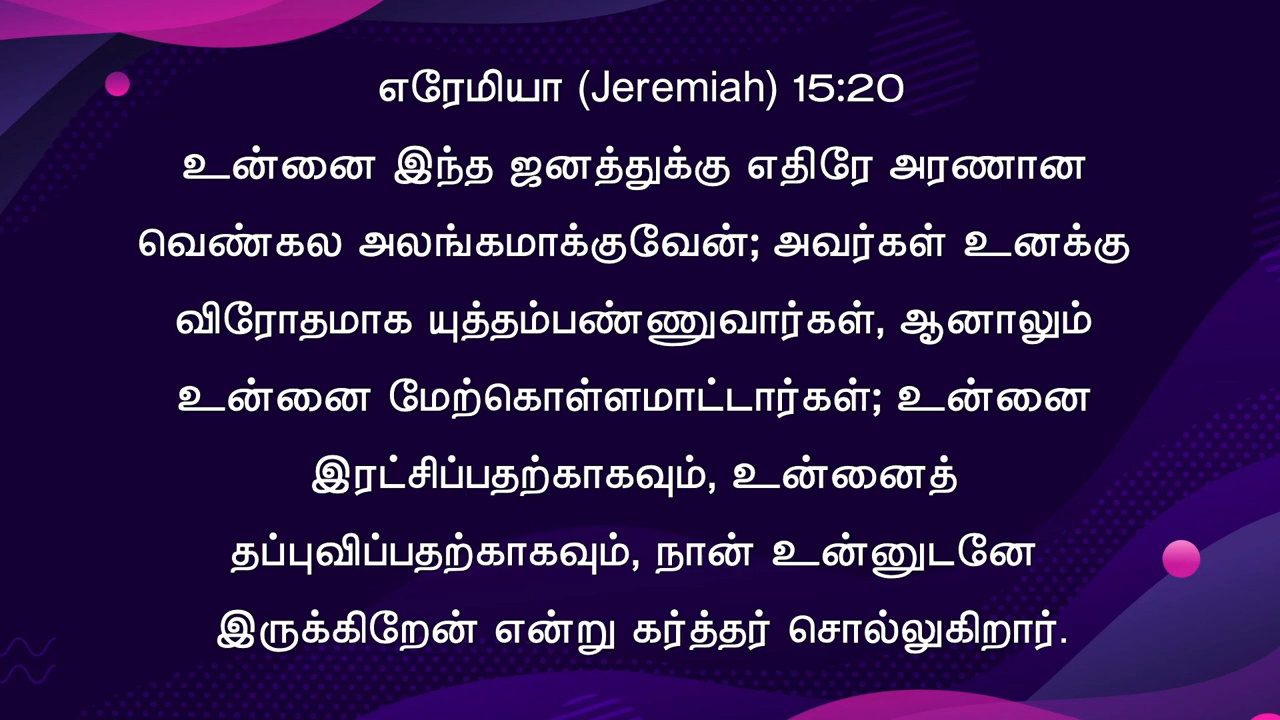 எரேமியா (Jeremiah) 15:20
உன்னை இந்த ஜனத்துக்கு எதிரே அரணான
வெண்கல அலங்கமாக்குவேன்; அவர்கள் உனக்கு
விரோதமாக யுத்தம்பண்ணுவார்கள், ஆனாலும்
உன்னை மேற்கொள்ளமாட்டார்கள்; உன்னை
இரட்சிப்பதற்காகவும், உன்னைத்
தப்புவிப்பதற்காகவும், நான் உன்னுடனே
இருக்கிறேன் என்று கர்த்தர் சொல்லுகிறார்.